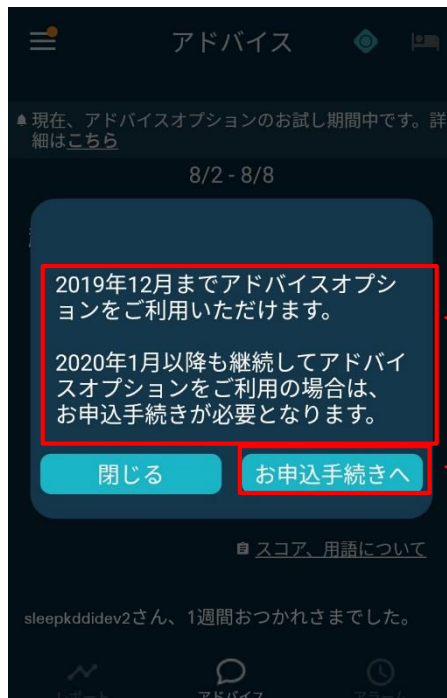 アドバイス
現在、アドバイスオプションのお試し期間中です。詳
細はこちら
8/2 - 8/8
2019年12月までアドバイスオプシ
ョンをご利用いただけます。
2020年1月以降も継続してアドバイ
スオプションをご利用の場合は、
お申込手続きが必要となります。
閉じる
お申込手続きへ
スコア、用語について
sleepkddidev2さん、1週間おつかれさまでした。
レポート
アドバイス
アラーム